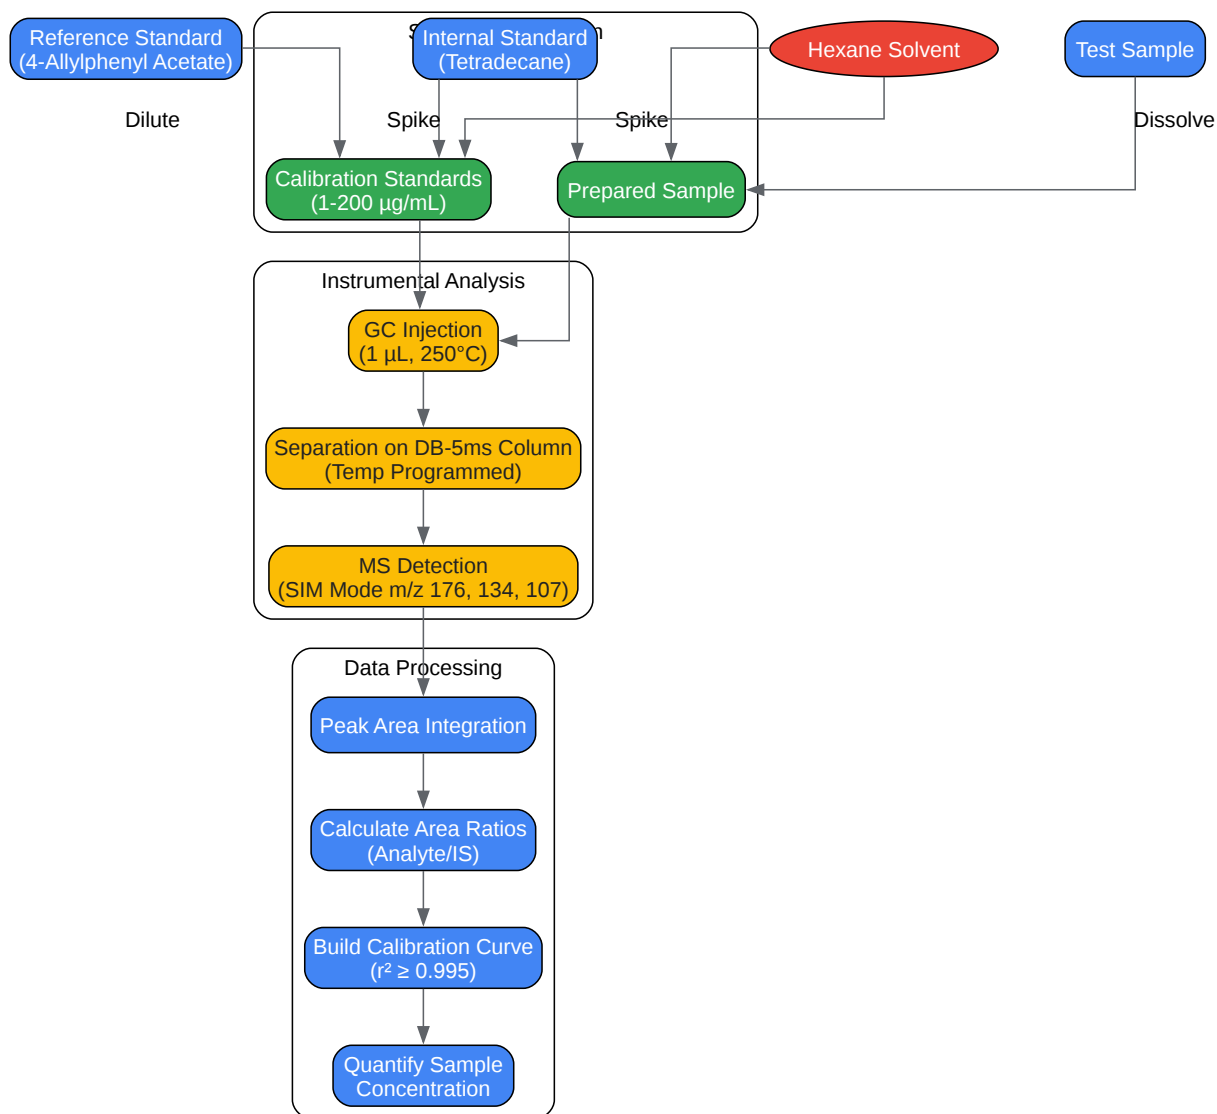 Reference Standard
(4-Allylphenyl Acetate)
Internal Standard
(Tetradecane)
Hexane Solvent
Test Sample
Dilute
Spike
Spike
Dissolve
Calibration Standards
(1-200 µg/mL)
Prepared Sample
Instrumental Analysis
GC Injection
(1 µL, 250°C)
Separation on DB-5ms Column
(Temp Programmed)
MS Detection
(SIM Mode m/z 176, 134, 107)
Data Processing
Peak Area Integration
Calculate Area Ratios
(Analyte/IS)
Build Calibration Curve
(r² ≥ 0.995)
Quantify Sample
Concentration